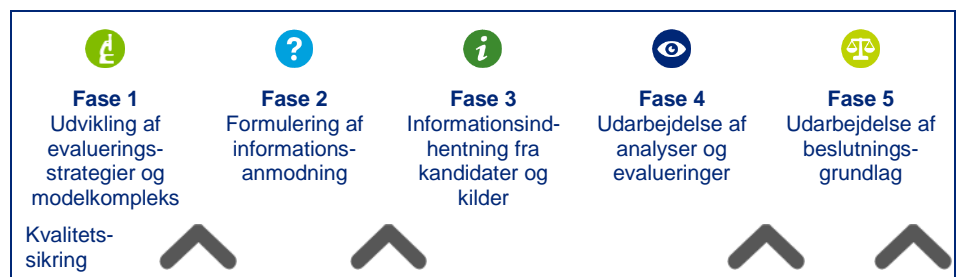 Fase 1
Udvikling af
evaluerings-
strategier og
modelkompleks
Fase 2
Formulering af
informations-
anmodning
Fase 3
Informationsind-
hentning fra
kandidater og
kilder
Fase 4
Udarbejdelse af
analyser og
evalueringer
Fase 5
Udarbejdelse af
beslutnings-
grundlag
Kvalitets-
sikring